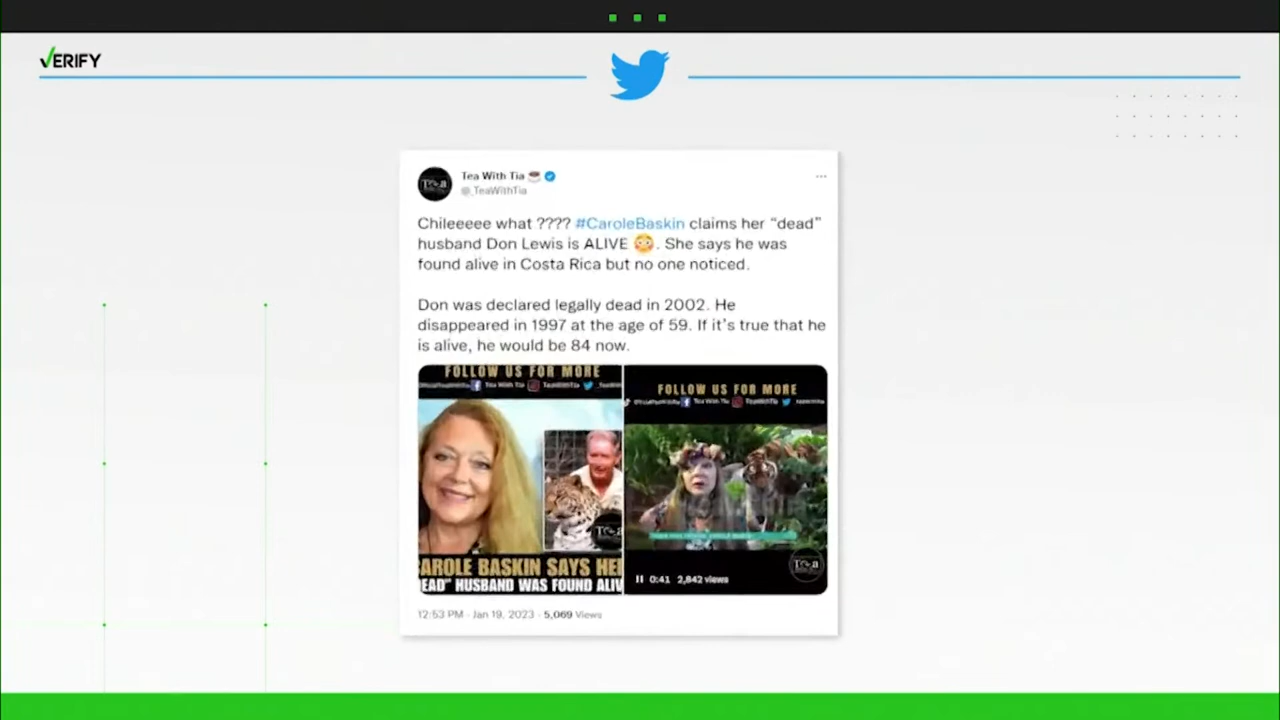 VERIFY
Tea With Tia
@_TeaWithTia
Chileeeee what ???? #CaroleBaskin claims her “dead”
husband Don Lewis is ALIVE 😳. She says he was
found alive in Costa Rica but no one noticed.
Don was declared legally dead in 2002. He
disappeared in 1997 at the age of 59. If it's true that he
is alive, he would be 84 now.
FOLLOW US FOR MORE
Tea With Tia TeaWithTia
FOLLOW US FOR MORE
Tea With Tia TeaWithTia
AROLE BASKIN SAYS HE
EAD" HUSBAND WAS FOUND ALIV
0:41 2,842 views
12:53 PM · Jan 19, 2023 · 5,069 Views